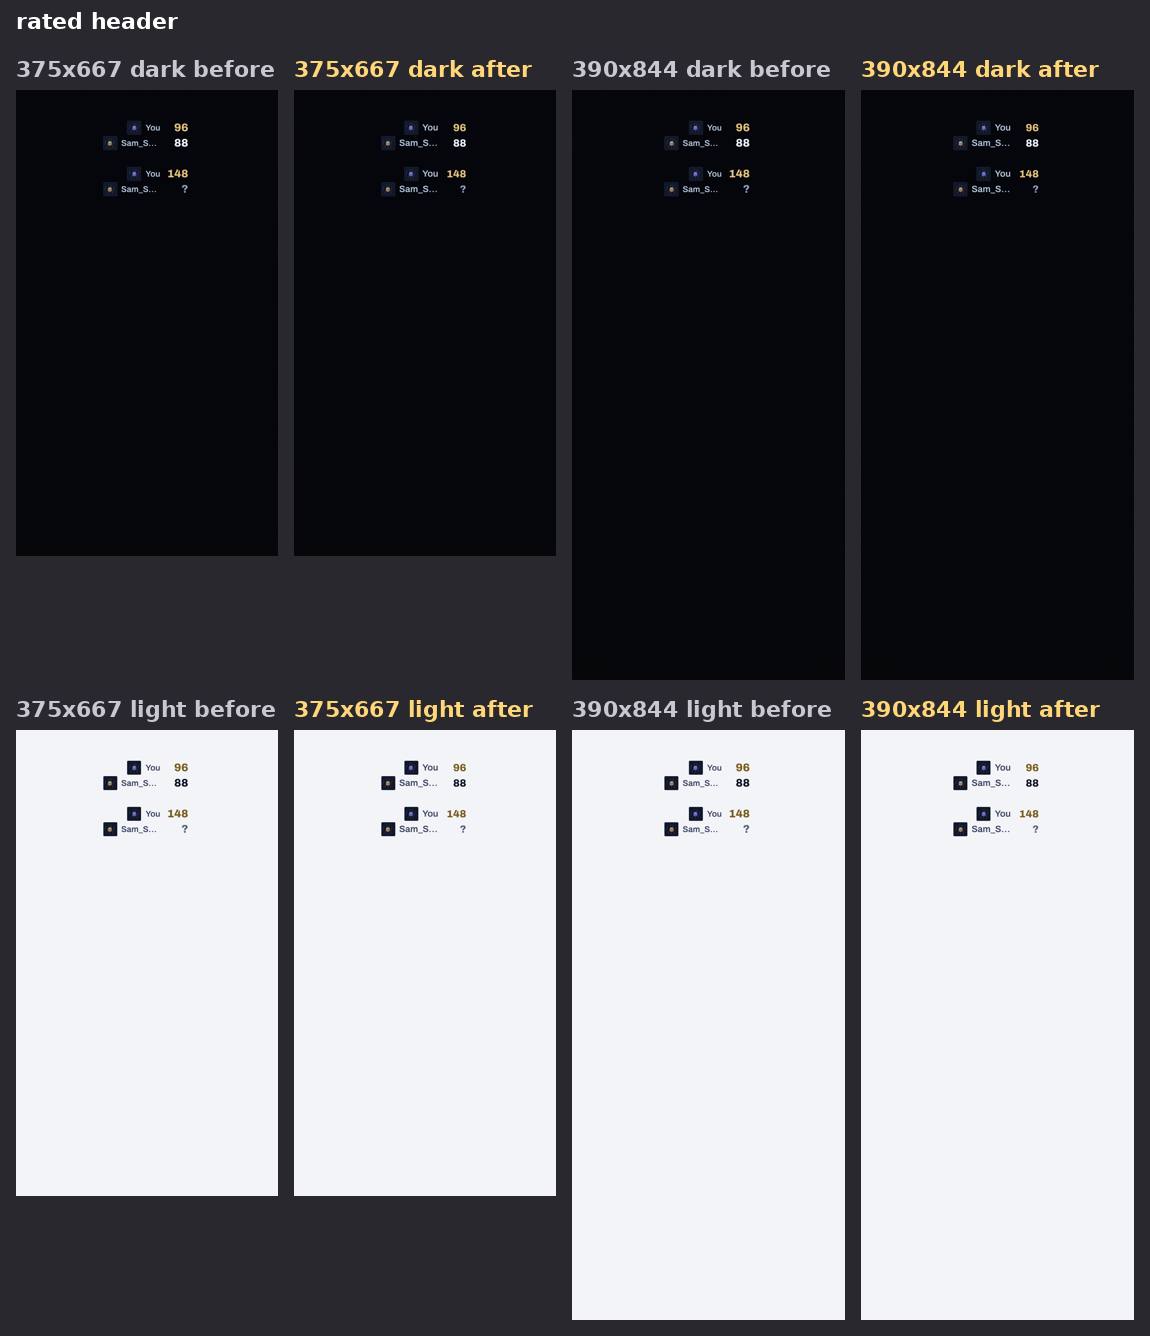 rated header
375x667 dark before 375x667 dark after 390x844 dark before 390x844 dark after
You 96 You 96 You 96 You 96
Sam_S... 88 Sam_S... 88 Sam_S... 88 Sam_S... 88
You 148 You 148 You 148 You 148
Sam_S... ? Sam_S... ? Sam_S... ? Sam_S... ?
375x667 light before 375x667 light after 390x844 light before 390x844 light after
You 96 You 96 You 96 You 96
Sam_S... 88 Sam_S... 88 Sam_S... 88 Sam_S... 88
You 148 You 148 You 148 You 148
Sam_S... ? Sam_S... ? Sam_S... ? Sam_S... ?